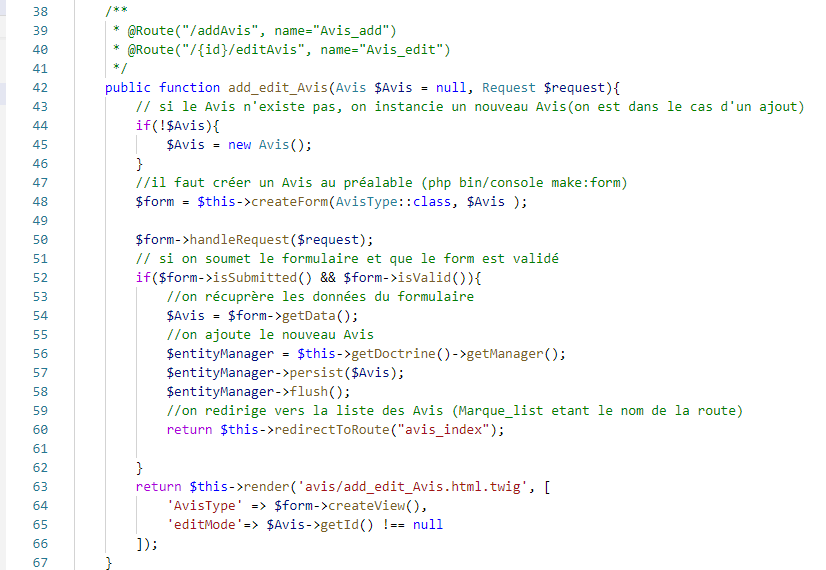 38 /**
39 * @Route("/addAvis", name="Avis_add")
40 * @Route("/{id}/editAvis", name="Avis_edit")
41 */
42 public function add_edit_Avis(Avis $Avis = null, Request $request){
43 // si le Avis n'existe pas, on instancie un nouveau Avis(on est dans le cas d'un ajout)
44 if(!$Avis){
45 $Avis = new Avis();
46 }
47 //il faut créer un Avis au préalable (php bin/console make:form)
48 $form = $this->createForm(AvisType::class, $Avis );
49
50 $form->handleRequest($request);
51 // si on soumet le formulaire et que le form est validé
52 if($form->isSubmitted() && $form->isValid()){
53 //on récuprère les données du formulaire
54 $Avis = $form->getData();
55 //on ajoute le nouveau Avis
56 $entityManager = $this->getDoctrine()->getManager();
57 $entityManager->persist($Avis);
58 $entityManager->flush();
59 //on redirige vers la liste des Avis (Marque_list etant le nom de la route)
60 return $this->redirectToRoute("avis_index");
61
62 }
63 return $this->render('avis/add_edit_Avis.html.twig', [
64 'AvisType' => $form->createView(),
65 'editMode'=> $Avis->getId() !== null
66 ]);
67 }